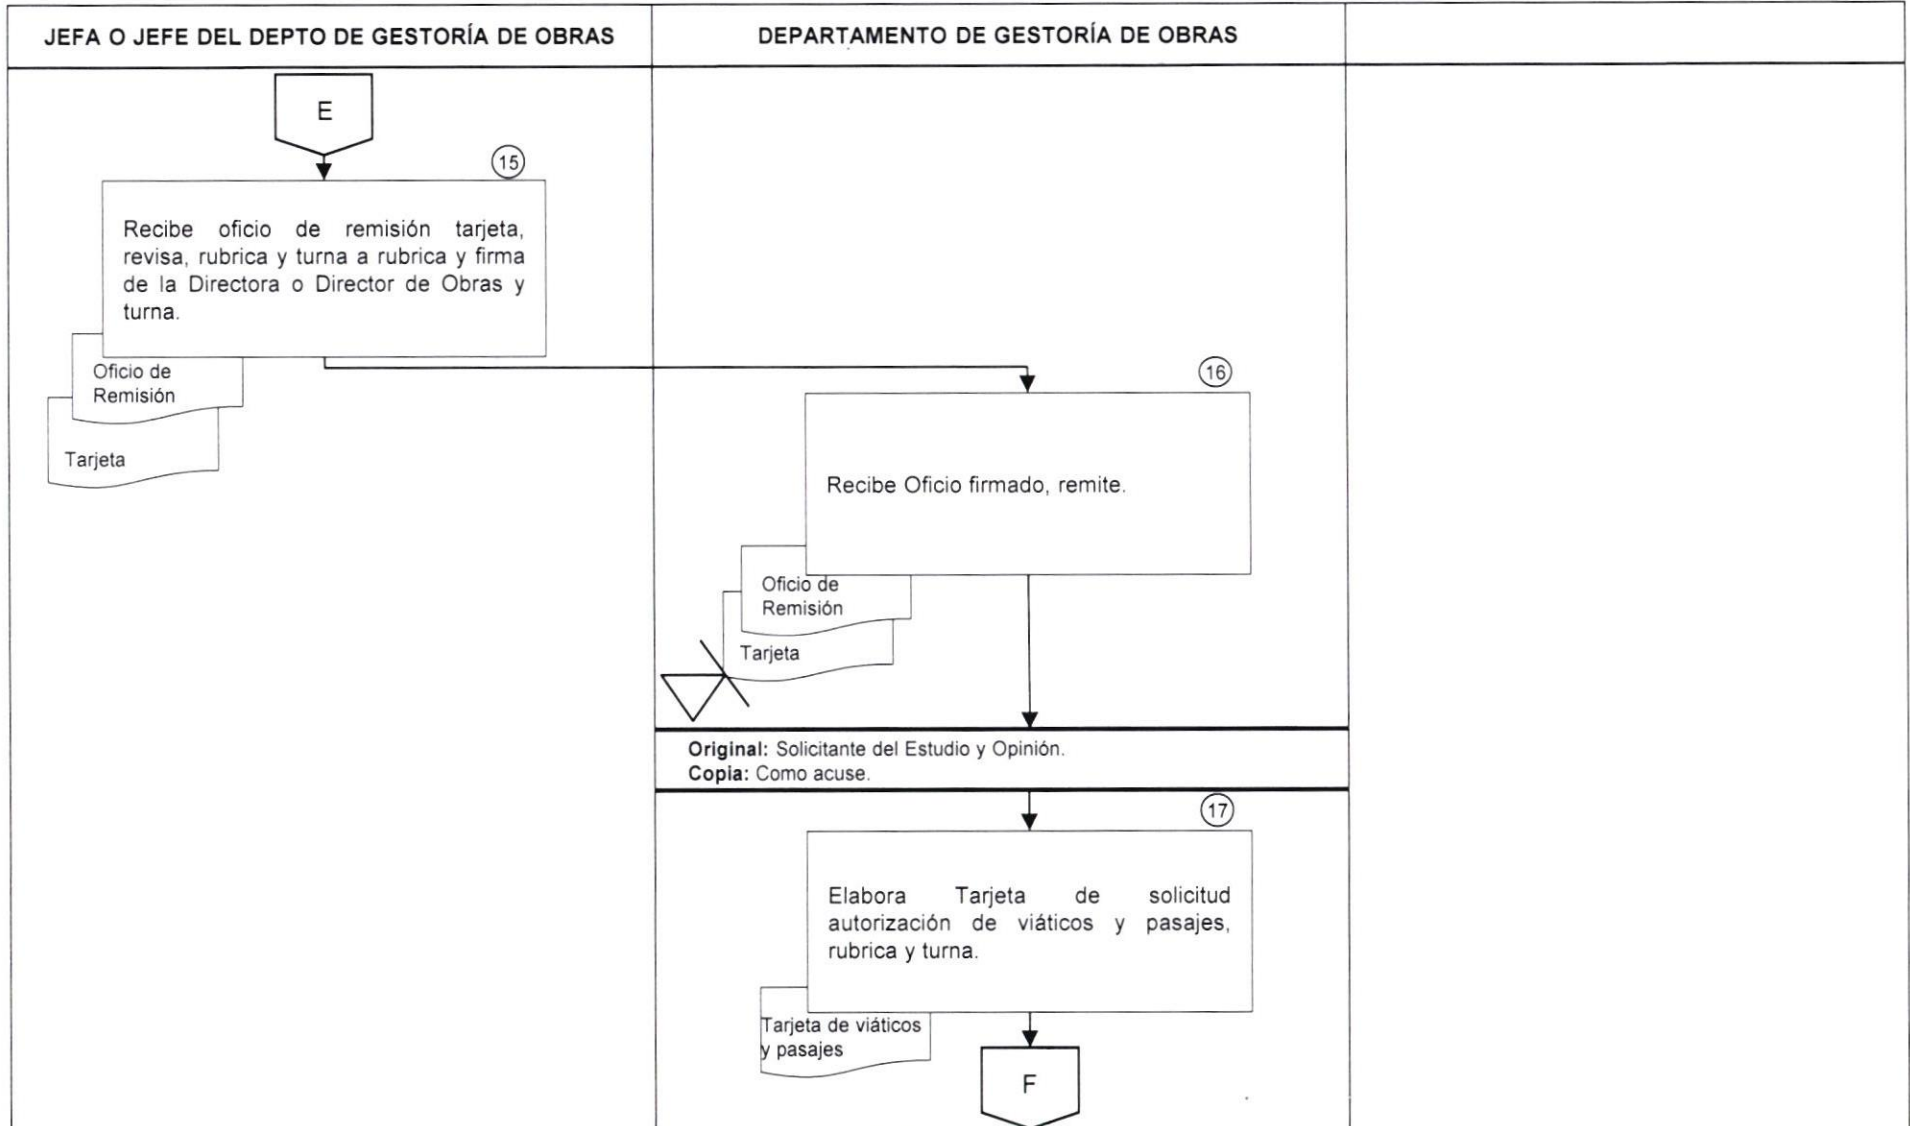 JEFA O JEFE DEL DEPTO DE GESTORÍA DE OBRAS
DEPARTAMENTO DE GESTORÍA DE OBRAS
E
15
Recibe oficio de remisión tarjeta,
revisa, rubrica y turna a rubrica y firma
de la Directora o Director de Obras y
turna.
Oficio de
Remisión
Tarjeta
16
Recibe Oficio firmado, remite.
Oficio de
Remisión
Tarjeta
Original: Solicitante del Estudio y Opinión.
Copia: Como acuse.
17
Elabora Tarjeta de solicitud
autorización de viáticos y pasajes,
rubrica y turna.
Tarjeta de viáticos
y pasajes
F